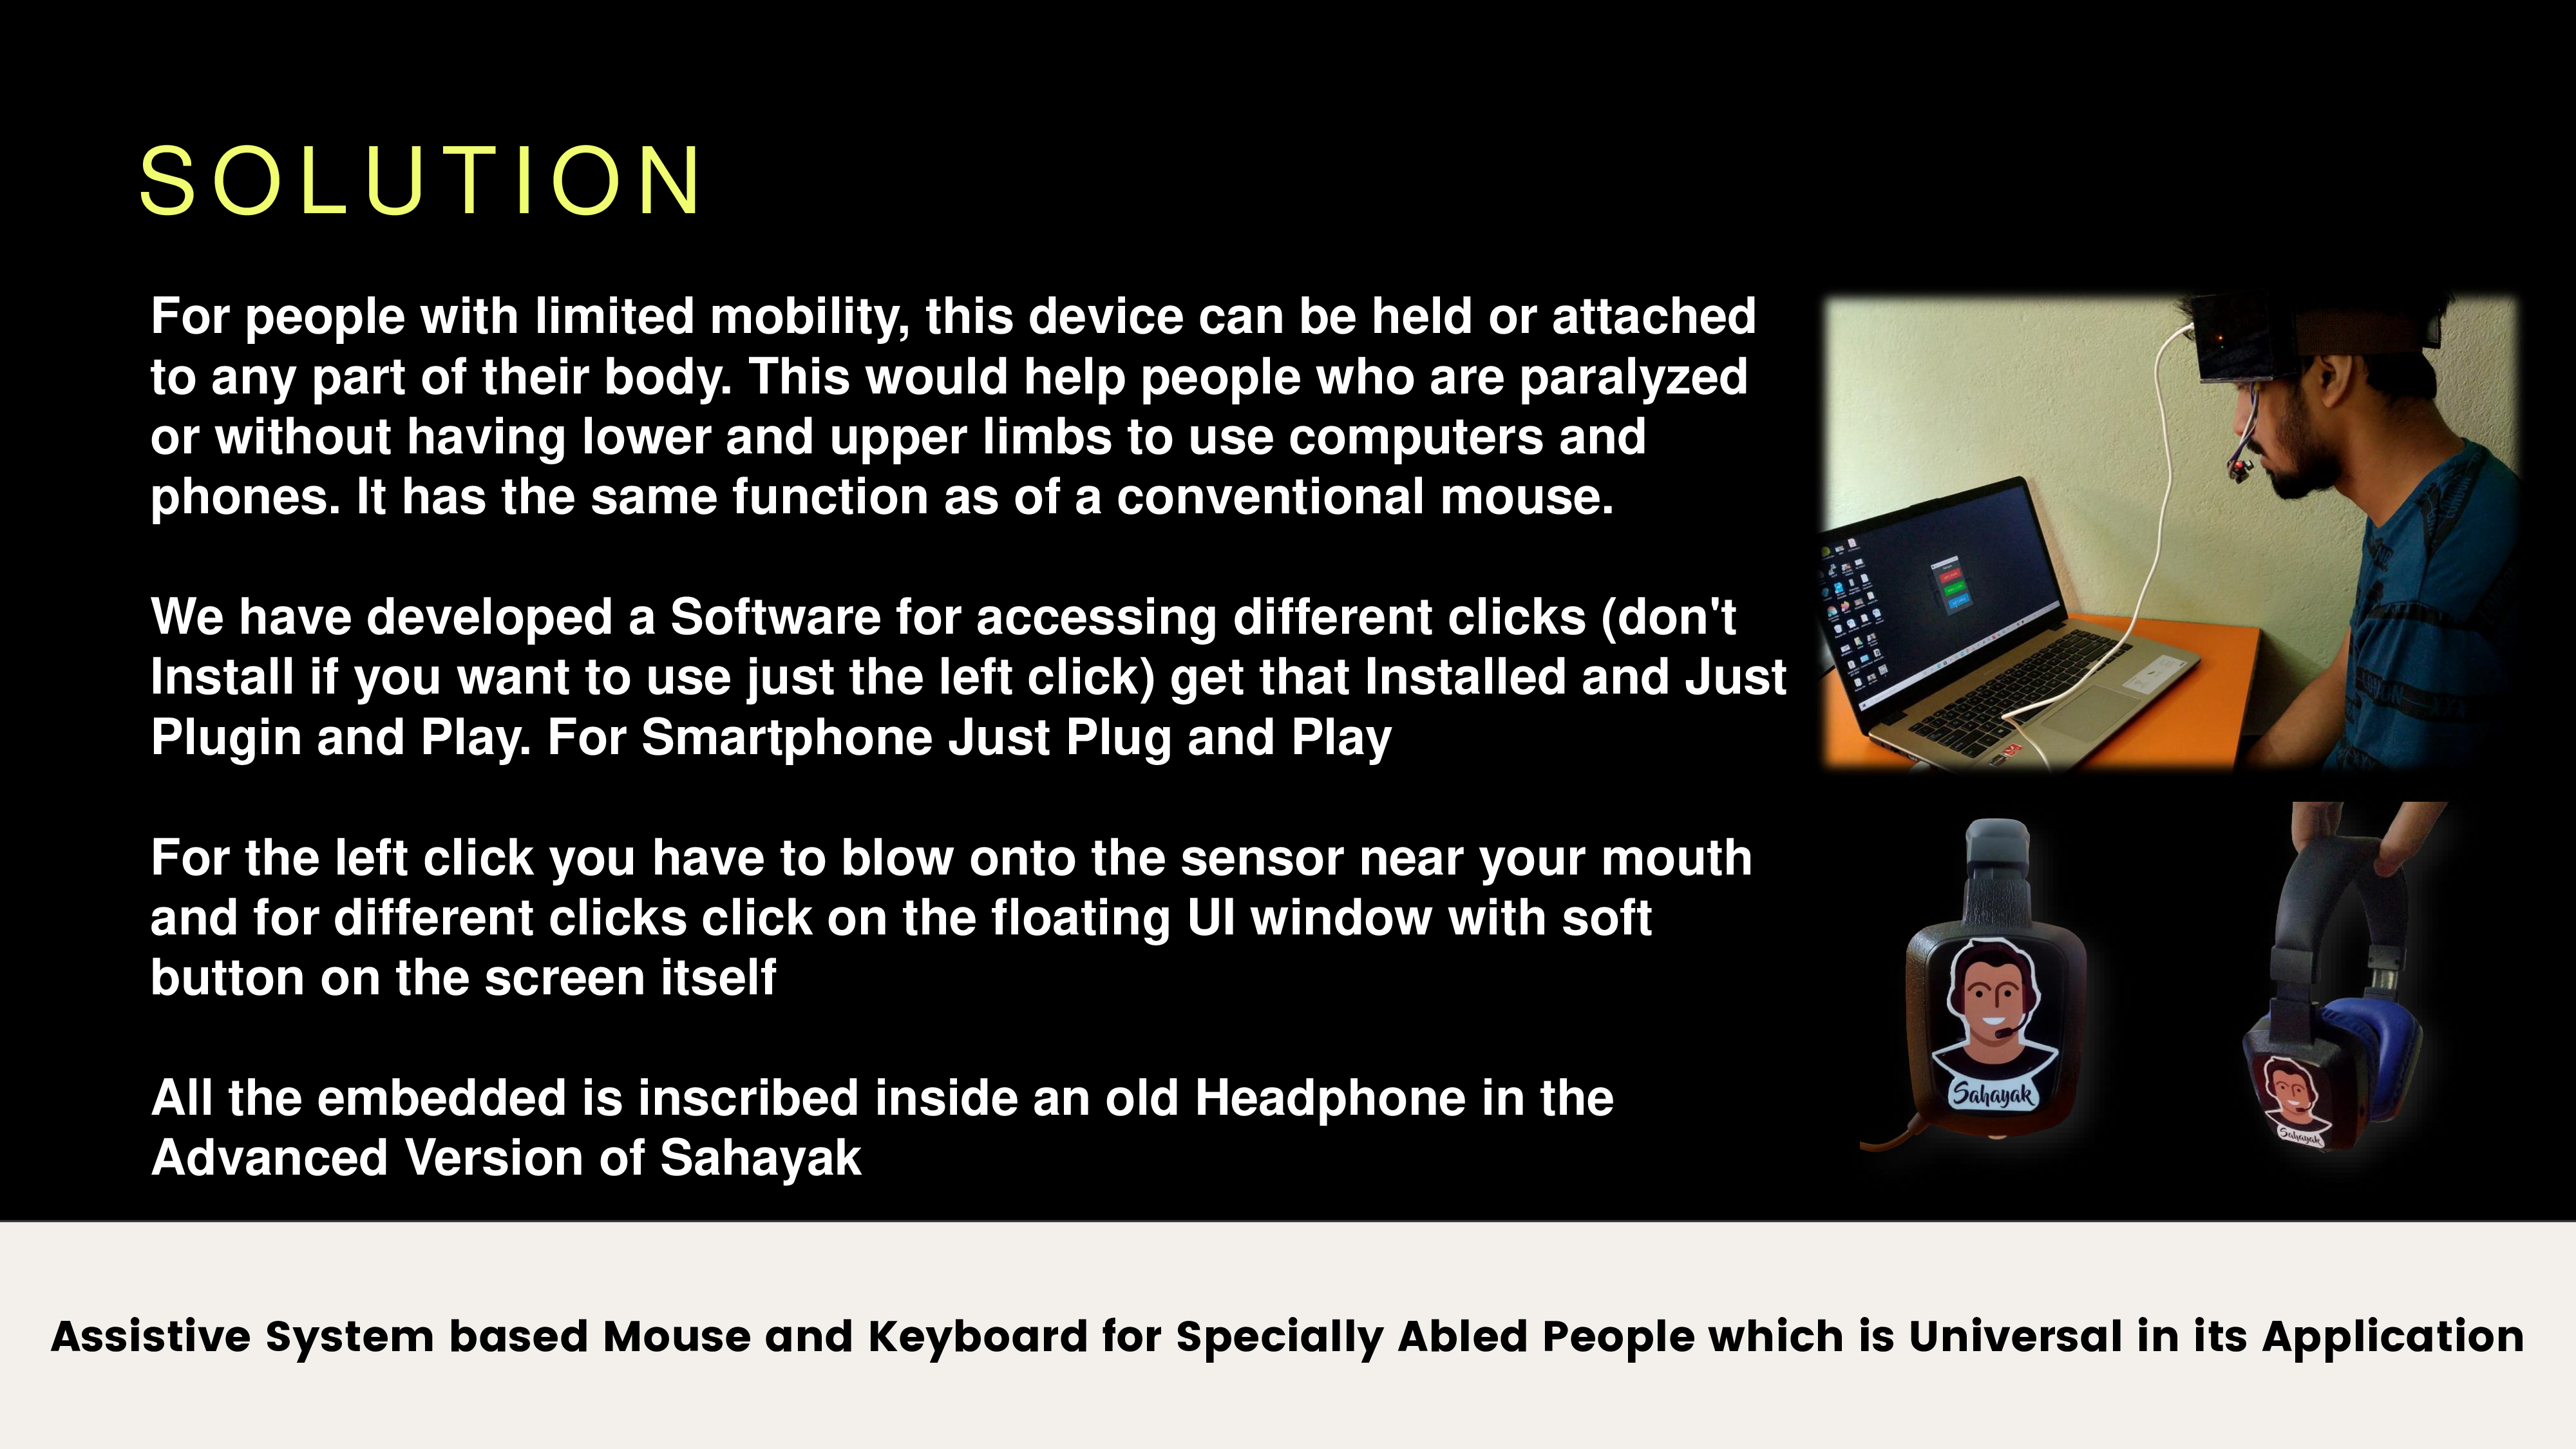 SOLUTION
For people with limited mobility, this device can be held or attached
to any part of their body. This would help people who are paralyzed
or without having lower and upper limbs to use computers and
phones. It has the same function as of a conventional mouse.
We have developed a Software for accessing different clicks (don't
Install if you want to use just the left click) get that Installed and Just
Plugin and Play. For Smartphone Just Plug and Play
For the left click you have to blow onto the sensor near your mouth
and for different clicks click on the floating UI window with soft
button on the screen itself
All the embedded is inscribed inside an old Headphone in the
Advanced Version of Sahayak
Sahayak
Sahayak
Assistive System based Mouse and Keyboard for Specially Abled People which is Universal in its Application